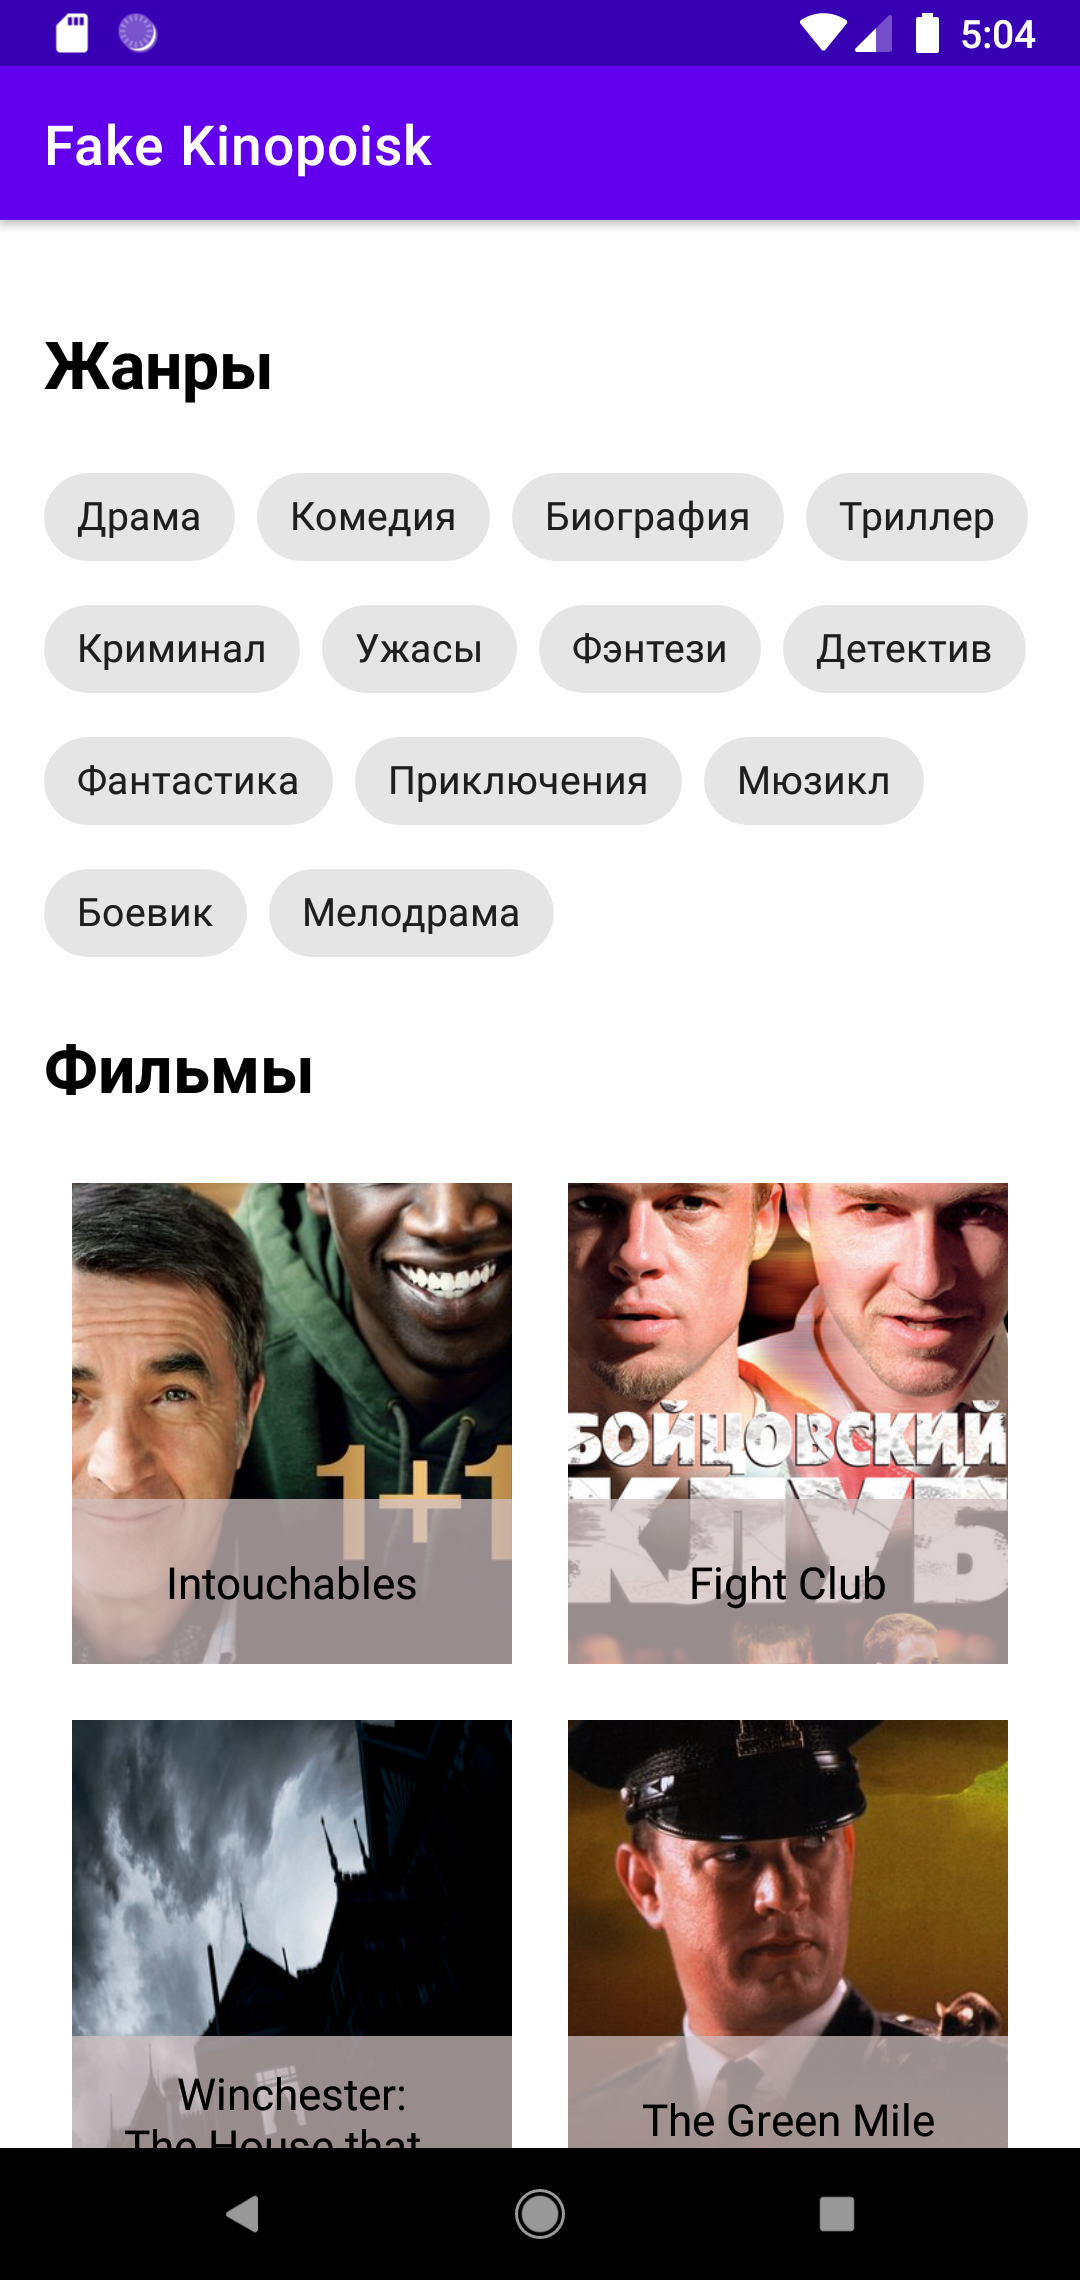 5:04
Fake Kinopoisk
Жанры
Драма Комедия Биография Триллер
Криминал Ужасы Фэнтези Детектив
Фантастика Приключения Мюзикл
Боевик Мелодрама
Фильмы
1+1
Intouchables
БОЙЦОВСКИЙ
КЛУБ
Fight Club
Winchester:
The House that
The Green Mile